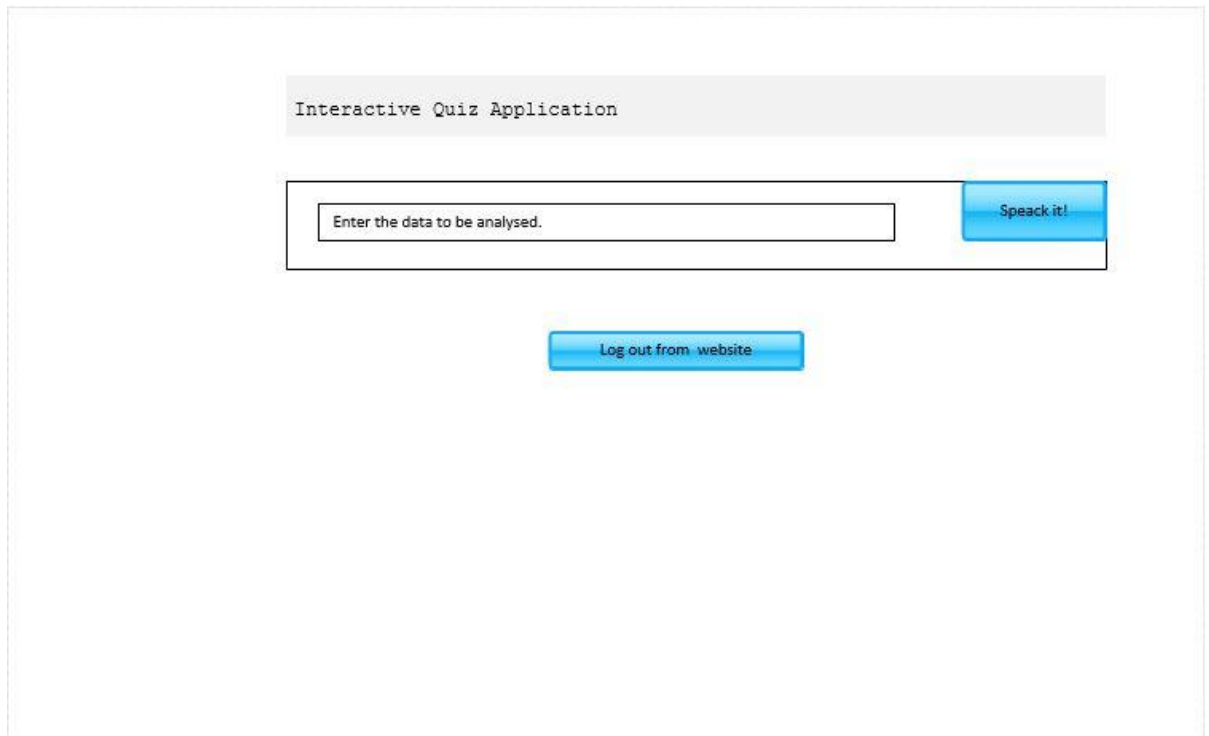 Interactive Quiz Application
Enter the data to be analysed.
Speack it!
Log out from  website